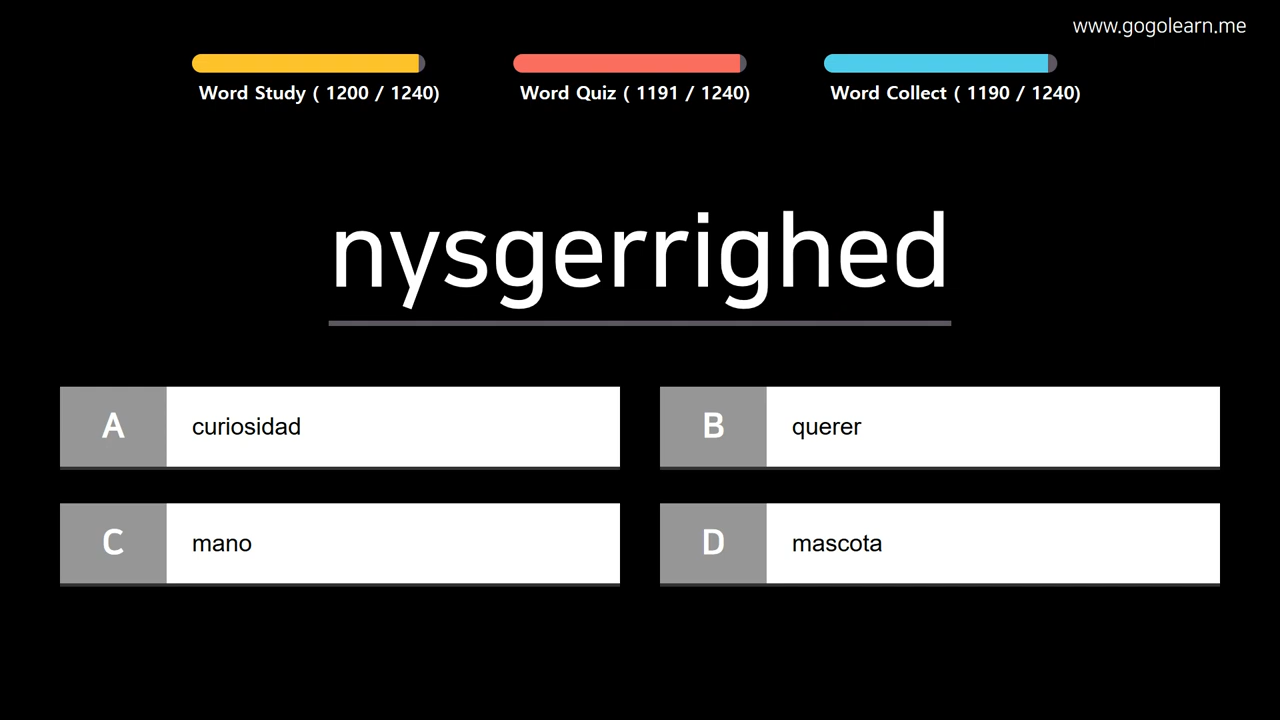 www.gogolearn.me
Word Study ( 1200 / 1240)
Word Quiz ( 1191 / 1240)
Word Collect ( 1190 / 1240)
nysgerrighed
A curiosidad
B querer
C mano
D mascota